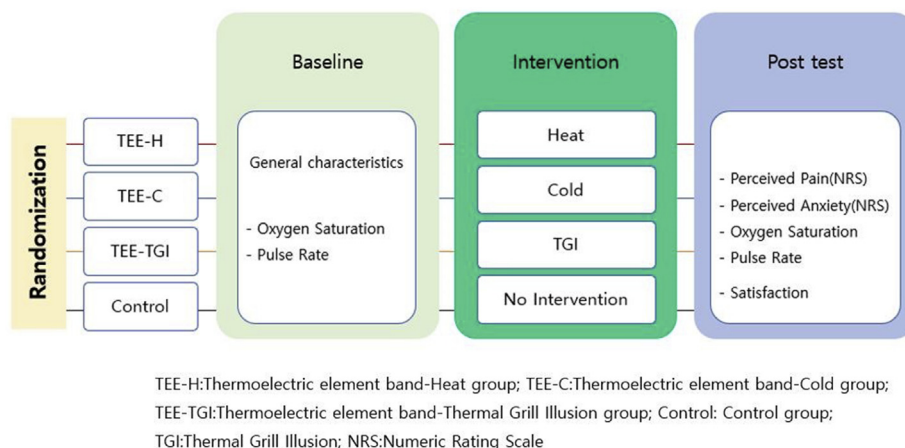 Baseline
Intervention
Post test
Randomization
TEE-H
TEE-C
TEE-TGI
Control
General characteristics
- Oxygen Saturation
- Pulse Rate
Heat
Cold
TGI
No Intervention
- Perceived Pain(NRS)
- Perceived Anxiety(NRS)
- Oxygen Saturation
- Pulse Rate
- Satisfaction
TEE-H:Thermoelectric element band-Heat group; TEE-C:Thermoelectric element band-Cold group;
TEE-TGI:Thermoelectric element band-Thermal Grill Illusion group; Control: Control group;
TGI:Thermal Grill Illusion; NRS:Numeric Rating Scale